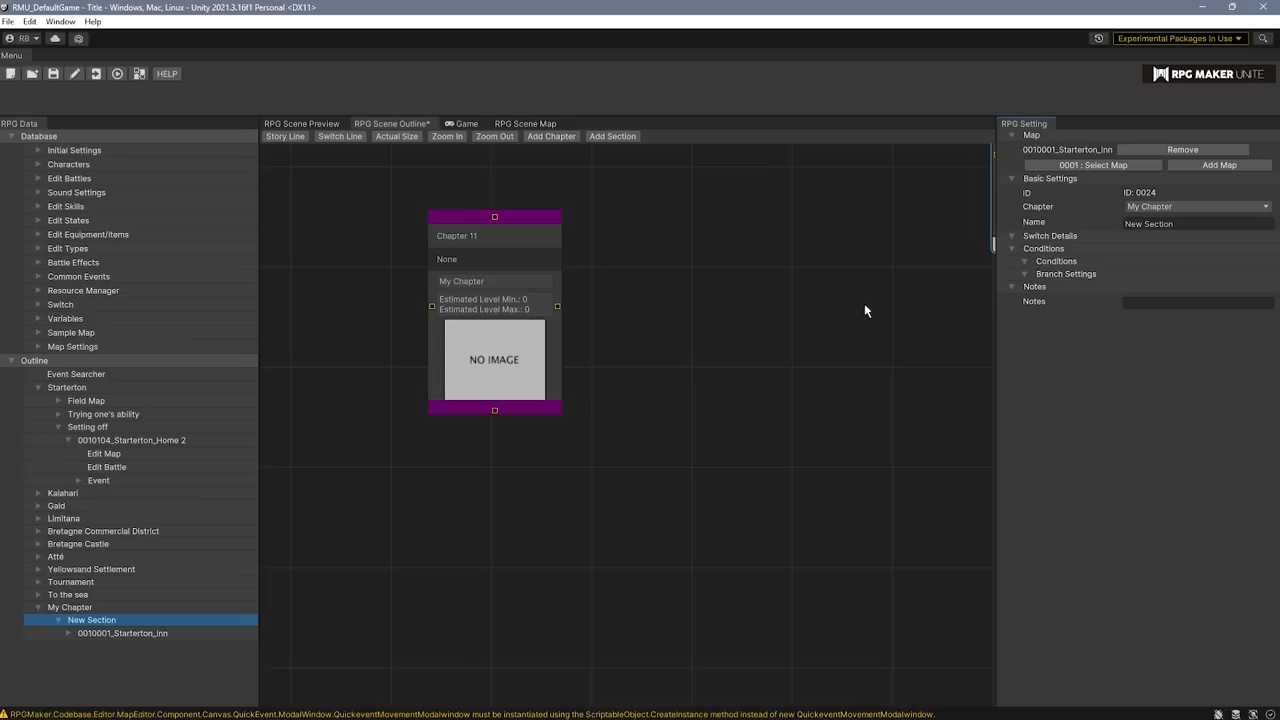 RMU_DefaultGame - Title - Windows, Mac, Linux - Unity 2021.3.16f1 Personal <DX11>
File Edit Window Help
RB
Experimental Packages In Use
Menu
HELP
RPG MAKER UNITE
RPG Data
RPG Scene Preview RPG Scene Outline* Game RPG Scene Map
RPG Setting
Story Line Switch Line Actual Size Zoom In Zoom Out Add Chapter Add Section
Database
Initial Settings
Characters
Edit Battles
Sound Settings
Edit Skills
Edit States
Edit Equipment/Items
Edit Types
Battle Effects
Common Events
Resource Manager
Switch
Variables
Sample Map
Map Settings
Outline
Event Searcher
Starterton
Field Map
Trying one's ability
Setting off
0010104_Starterton_Home 2
Edit Map
Edit Battle
Event
Kalahari
Gald
Limitana
Bretagne Commercial District
Bretagne Castle
Atté
Yellowsand Settlement
Tournament
To the sea
My Chapter
New Section
0010001_Starterton_Inn
Chapter 11
None
My Chapter
Estimated Level Min.: 0
Estimated Level Max.: 0
NO IMAGE
Map
0010001_Starterton_Inn Remove
0001 : Select Map Add Map
Basic Settings
ID ID: 0024
Chapter My Chapter
Name New Section
Switch Details
Conditions
Conditions
Branch Settings
Notes
Notes
RPGMaker.Codebase.Editor.MapEditor.Component.Canvas.QuickEvent.ModalWindow.QuickeventMovementModalwindow must be instantiated using the ScriptableObject.CreateInstance method instead of new QuickeventMovementModalwindow.